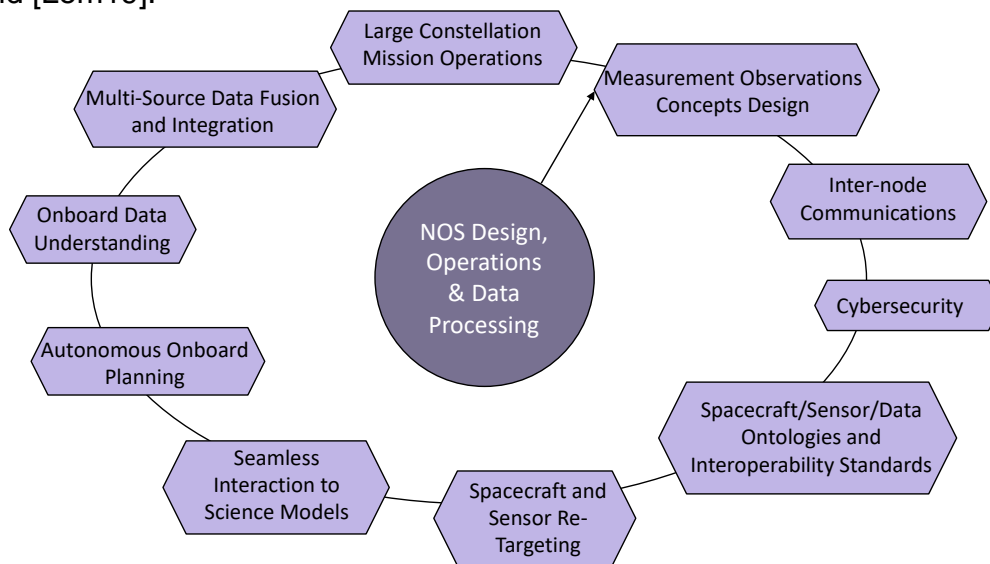 Large Constellation
Mission Operations
Measurement Observations
Concepts Design
Multi-Source Data Fusion
and Integration
Inter-node
Communications
Onboard Data
Understanding
NOS Design,
Operations
& Data
Processing
Cybersecurity
Autonomous Onboard
Planning
Spacecraft/Sensor/Data
Ontologies and
Interoperability Standards
Seamless
Interaction to
Science Models
Spacecraft and
Sensor Re-
Targeting